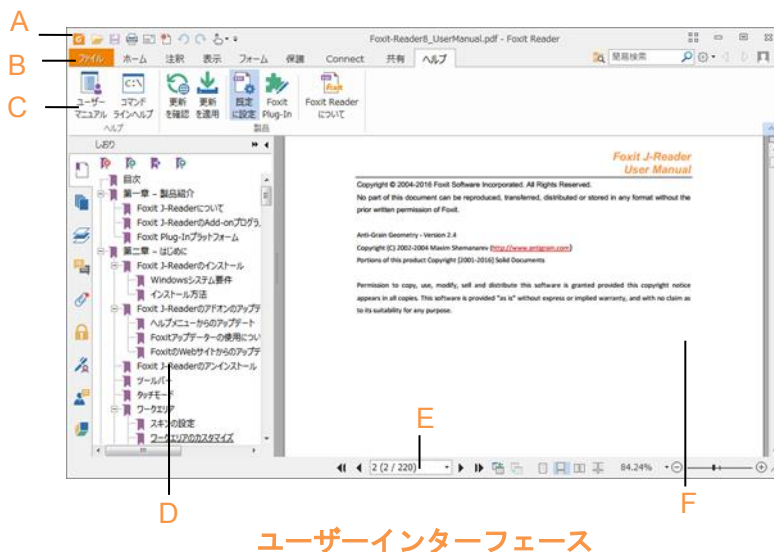 A
Foxit-Reader8_UserManual.pdf - Foxit Reader
B
ファイル ホーム 注釈 表示 フォーム 保護 Connect 共有 ヘルプ 簡易検索
C
ユーザーマニュアル
コマンドラインヘルプ
更新を確認
更新を適用
既定に設定
Foxit Plug-In
Foxit Readerについて
ヘルプ 製品
しおり
目次
第一章 – 製品紹介
Foxit J-Readerについて
Foxit J-ReaderのAdd-onプログラ
Foxit Plug-Inプラットフォーム
第二章 – はじめに
Foxit J-Readerのインストール
Windowsシステム要件
インストール方法
Foxit J-Readerのアドオンのアップデ
ヘルプメニューからのアップデート
Foxitアップデーターの使用につい
FoxitのWebサイトからのアップデ
Foxit J-Readerのアンインストール
ツールバー
タッチモード
ワークエリア
スキンの設定
ワークエリアのカスタマイズ
Foxit J-Reader
User Manual
Copyright © 2004-2016 Foxit Software Incorporated. All Rights Reserved.
No part of this document can be reproduced, transferred, distributed or stored in any format without the
prior written permission of Foxit.
Anti-Grain Geometry - Version 2.4
Copyright (C) 2002-2004 Maxim Shemanarev (http://www.antigrain.com)
Portions of this product Copyright [2001-2016] Solid Documents
Permission to copy, use, modify, sell and distribute this software is granted provided this copyright notice
appears in all copies. This software is provided "as is" without express or implied warranty, and with no claim as
to its suitability for any purpose.
E
2 (2 / 220) 84.24%
D
F
ユーザーインターフェース